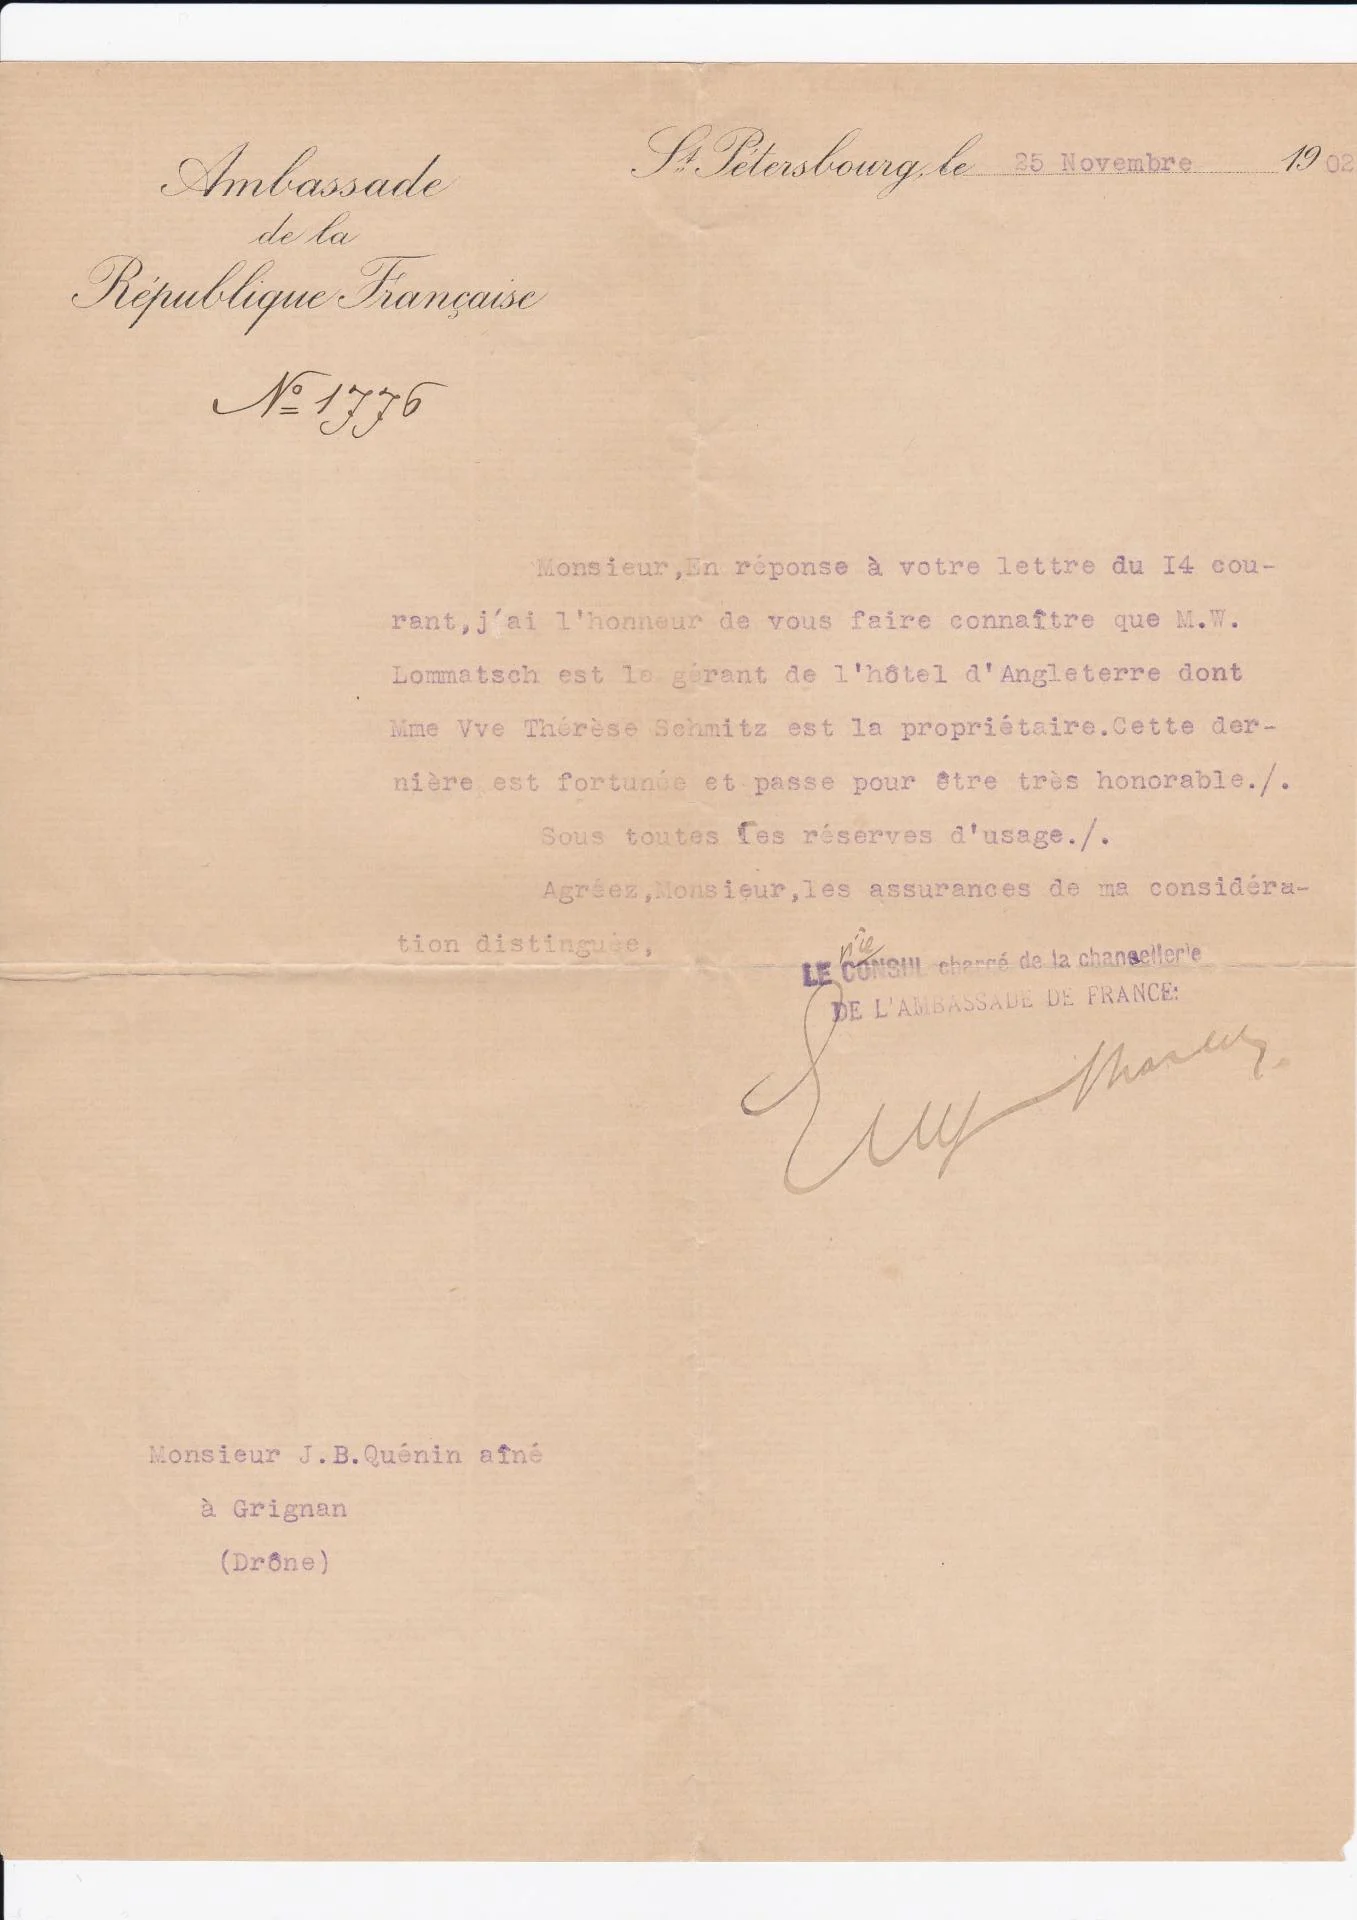 Ambassade
de la
République Française
St. Pétersbourg, le 25 Novembre 1902
No 1776
Monsieur,En réponse à votre lettre du I4 cou-
rant,j'ai l'honneur de vous faire connaître que M.W.
Lommatsch est le gérant de l'hôtel d'Angleterre dont
Mme Vve Thérèse Schmitz est la propriétaire.Cette der-
nière est fortunée et passe pour être très honorable./.
Sous toutes les réserves d'usage./.
Agréez,Monsieur,les assurances de ma considéra-
tion distinguée,
vice
LE CONSUL chargé de la chancellerie
DE L'AMBASSADE DE FRANCE:
Monsieur J.B.Quénin aîné
à Grignan
(Drône)